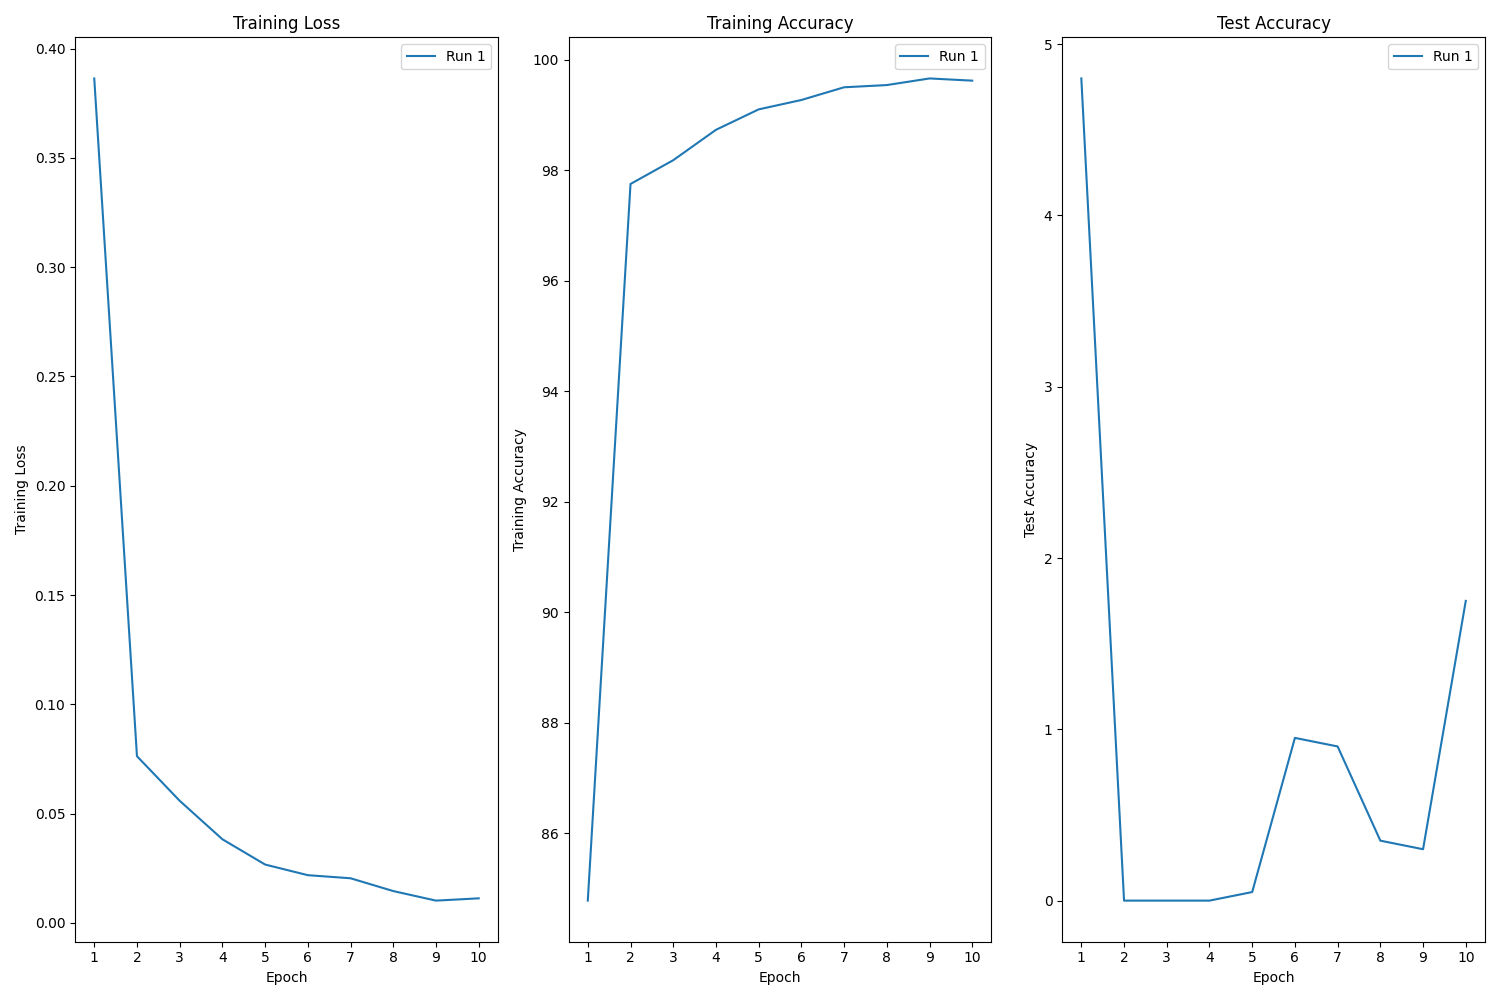 Training Loss
Training Loss
0.40
0.35
0.30
0.25
0.20
0.15
0.10
0.05
0.00
1 2 3 4 5 6 7 8 9 10
Epoch
Run 1
Training Accuracy
Training Accuracy
100
98
96
94
92
90
88
86
1 2 3 4 5 6 7 8 9 10
Epoch
Run 1
Test Accuracy
Test Accuracy
5
4
3
2
1
0
1 2 3 4 5 6 7 8 9 10
Epoch
Run 1